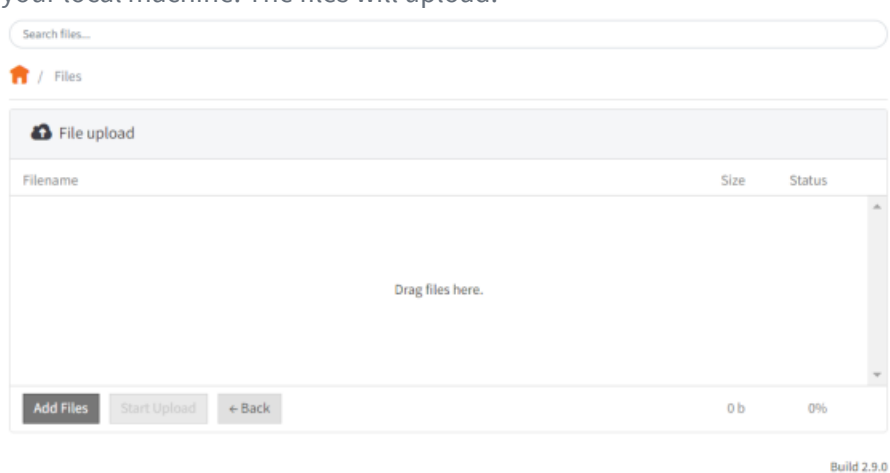 your local machine. The files will upload.
Search files...
/ Files
File upload
Filename Size Status
Drag files here.
Add Files Start Upload ← Back 0 b 0%
Build 2.9.0